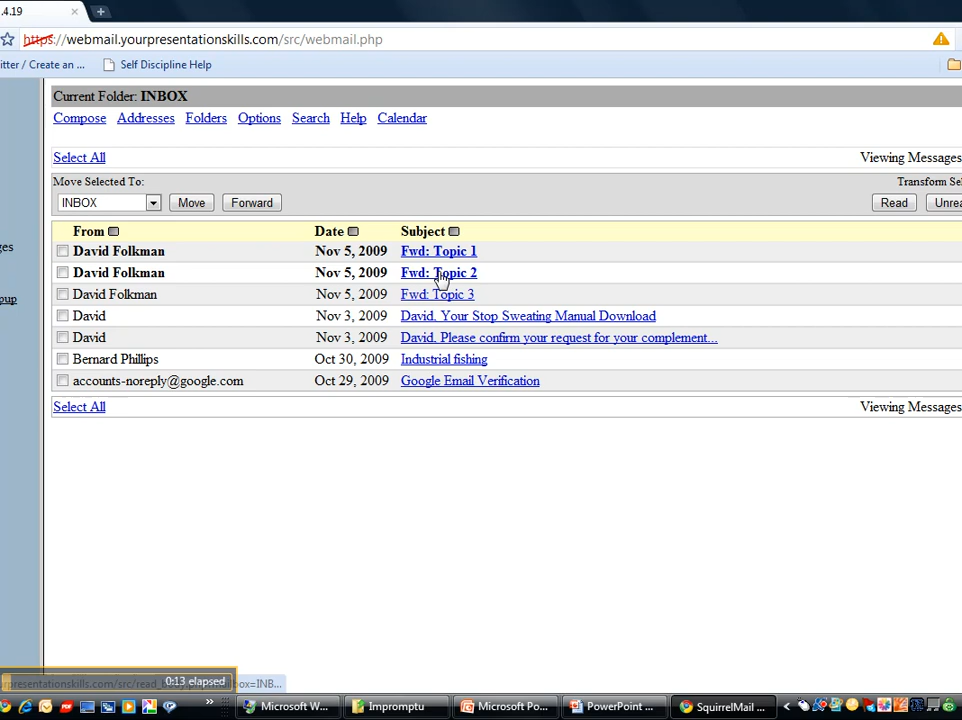 .4.19
https://webmail.yourpresentationskills.com/src/webmail.php
itter / Create an ... Self Discipline Help
Current Folder: INBOX
Compose Addresses Folders Options Search Help Calendar
Select All Viewing Messages
Move Selected To: Transform Se
INBOX Move Forward Read Unrea
From Date Subject
David Folkman Nov 5, 2009 Fwd: Topic 1
David Folkman Nov 5, 2009 Fwd: Topic 2
ges
David Folkman Nov 5, 2009 Fwd: Topic 3
pup
David Nov 3, 2009 David, Your Stop Sweating Manual Download
David Nov 3, 2009 David, Please confirm your request for your complement...
Bernard Phillips Oct 30, 2009 Industrial fishing
accounts-noreply@google.com Oct 29, 2009 Google Email Verification
Select All Viewing Messages
0:13 elapsed
Microsoft W... Impromptu Microsoft Po... PowerPoint ... SquirrelMail ...